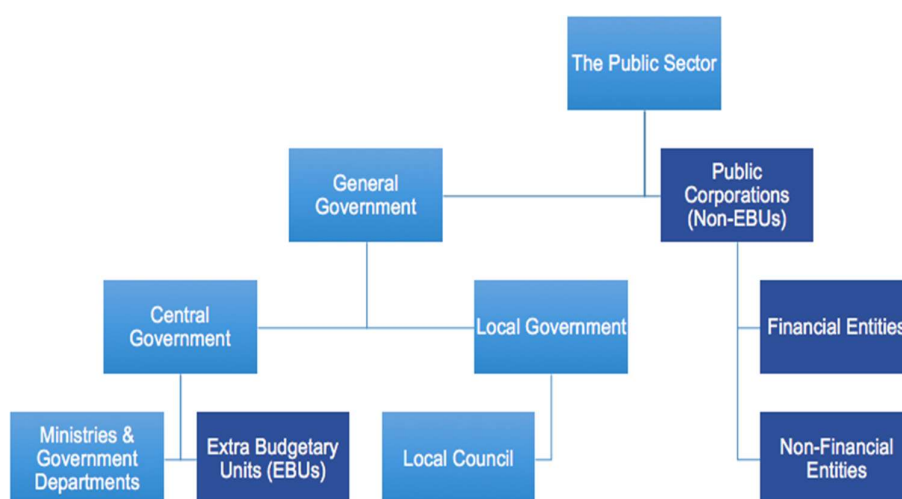 The Public Sector
General
Government
Public
Corporations
(Non-EBUs)
Central
Government
Local Government
Financial Entities
Ministries &
Government
Departments
Extra Budgetary
Units (EBUs)
Local Council
Non-Financial
Entities